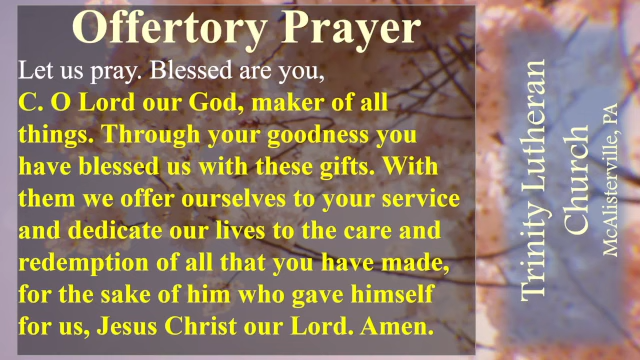 Offertory Prayer
Let us pray. Blessed are you,
C. O Lord our God, maker of all
things. Through your goodness you
have blessed us with these gifts. With
them we offer ourselves to your service
and dedicate our lives to the care and
redemption of all that you have made,
for the sake of him who gave himself
for us, Jesus Christ our Lord. Amen.
Trinity Lutheran
Church
McAlisterville, PA